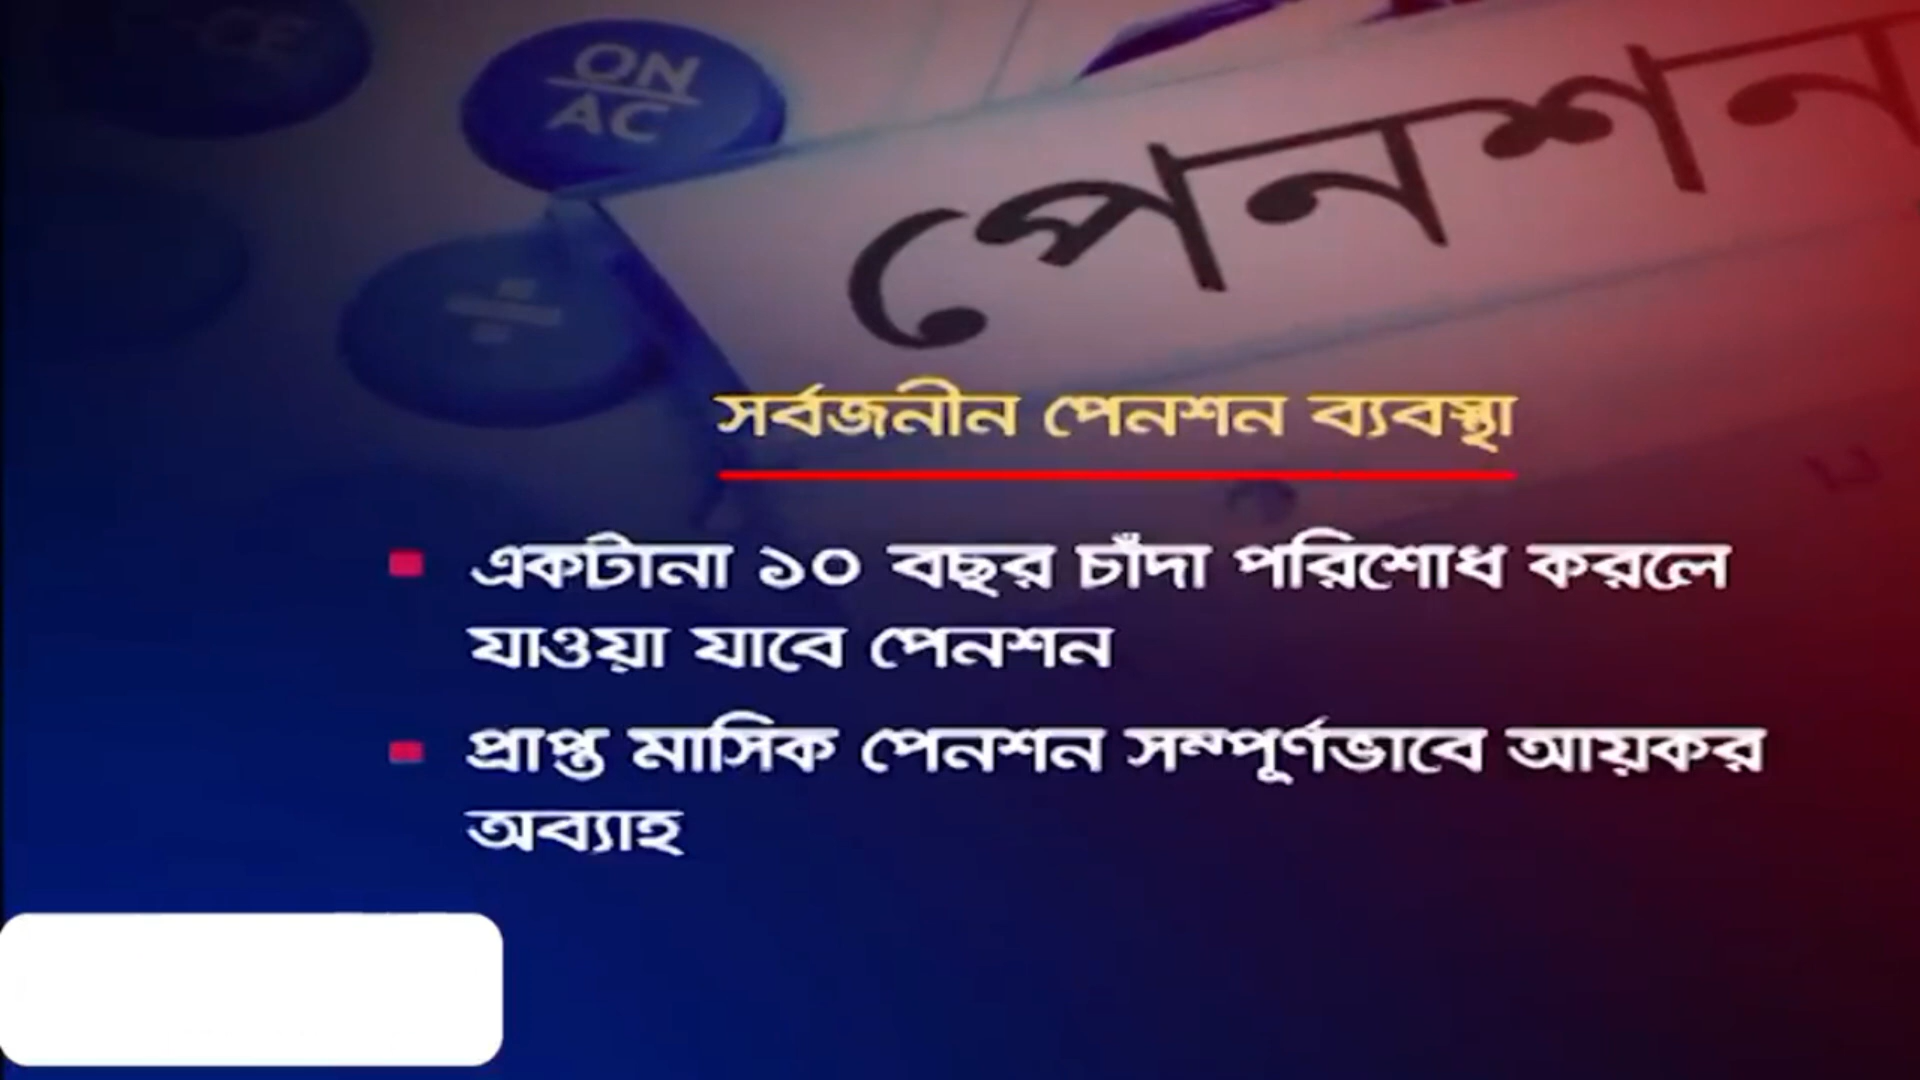 CE
ON
AC
÷
পেনশন
সর্বজনীন পেনশন ব্যবস্থা
একটানা ১০ বছর চাঁদা পরিশোধ করলে
যাওয়া যাবে পেনশন
প্রাপ্ত মাসিক পেনশন সম্পূর্ণভাবে আয়কর
অব্যাহ